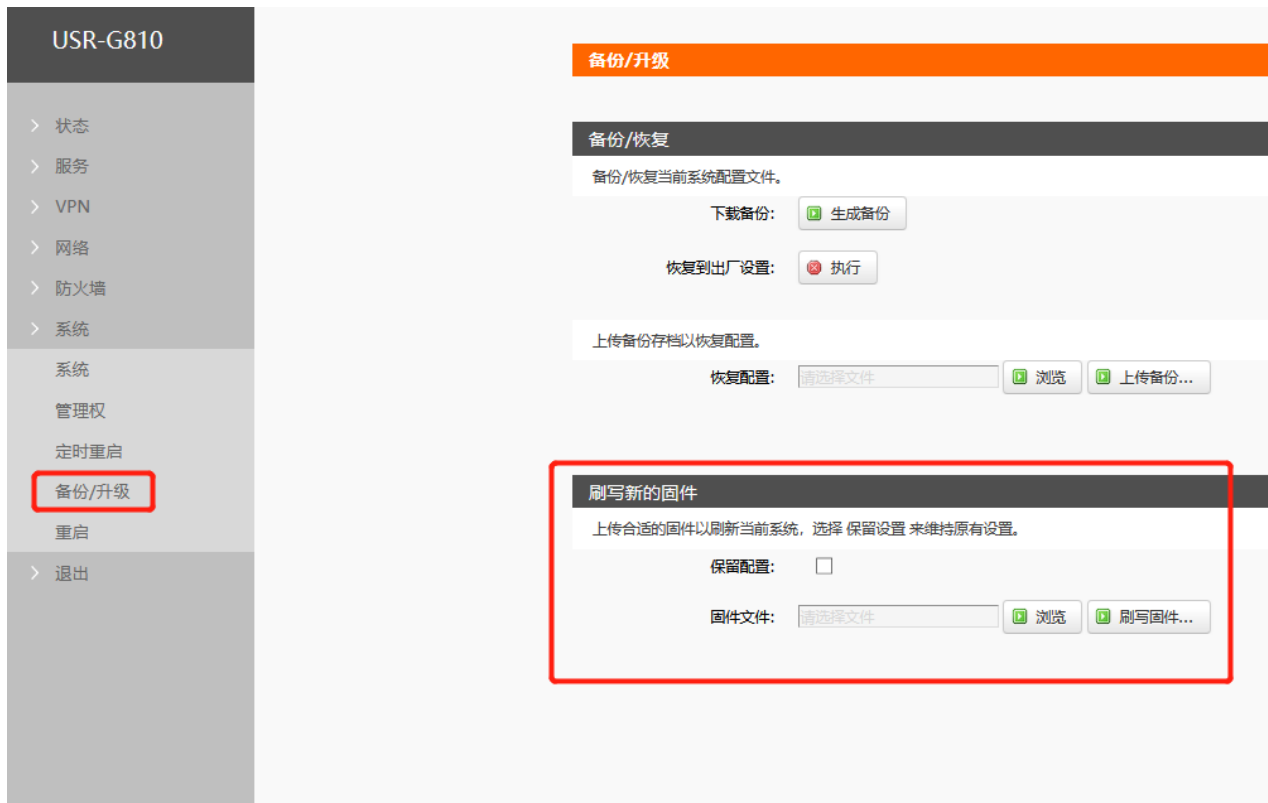 USR-G810
状态
服务
VPN
网络
防火墙
系统
系统
管理权
定时重启
备份/升级
重启
退出
备份/升级
备份/恢复
备份/恢复当前系统配置文件。
下载备份: 生成备份
恢复到出厂设置: 执行
上传备份存档以恢复配置。
恢复配置: 请选择文件 浏览 上传备份...
刷写新的固件
上传合适的固件以刷新当前系统，选择 保留设置 来维持原有设置。
保留配置:
固件文件: 请选择文件 浏览 刷写固件...